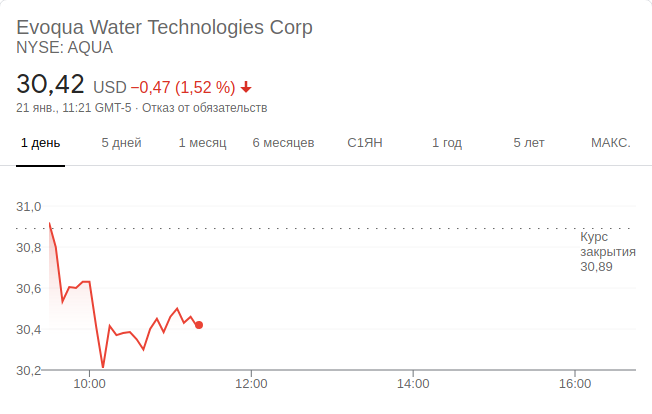 Evoqua Water Technologies Corp
NYSE: AQUA
30,42 USD −0,47 (1,52 %)
21 янв., 11:21 GMT-5 · Отказ от обязательств
1 день 5 дней 1 месяц 6 месяцев С1ЯН 1 год 5 лет МАКС.
31,0
30,8
30,6
30,4
30,2
Курс
закрытия
30,89
10:00 12:00 14:00 16:00